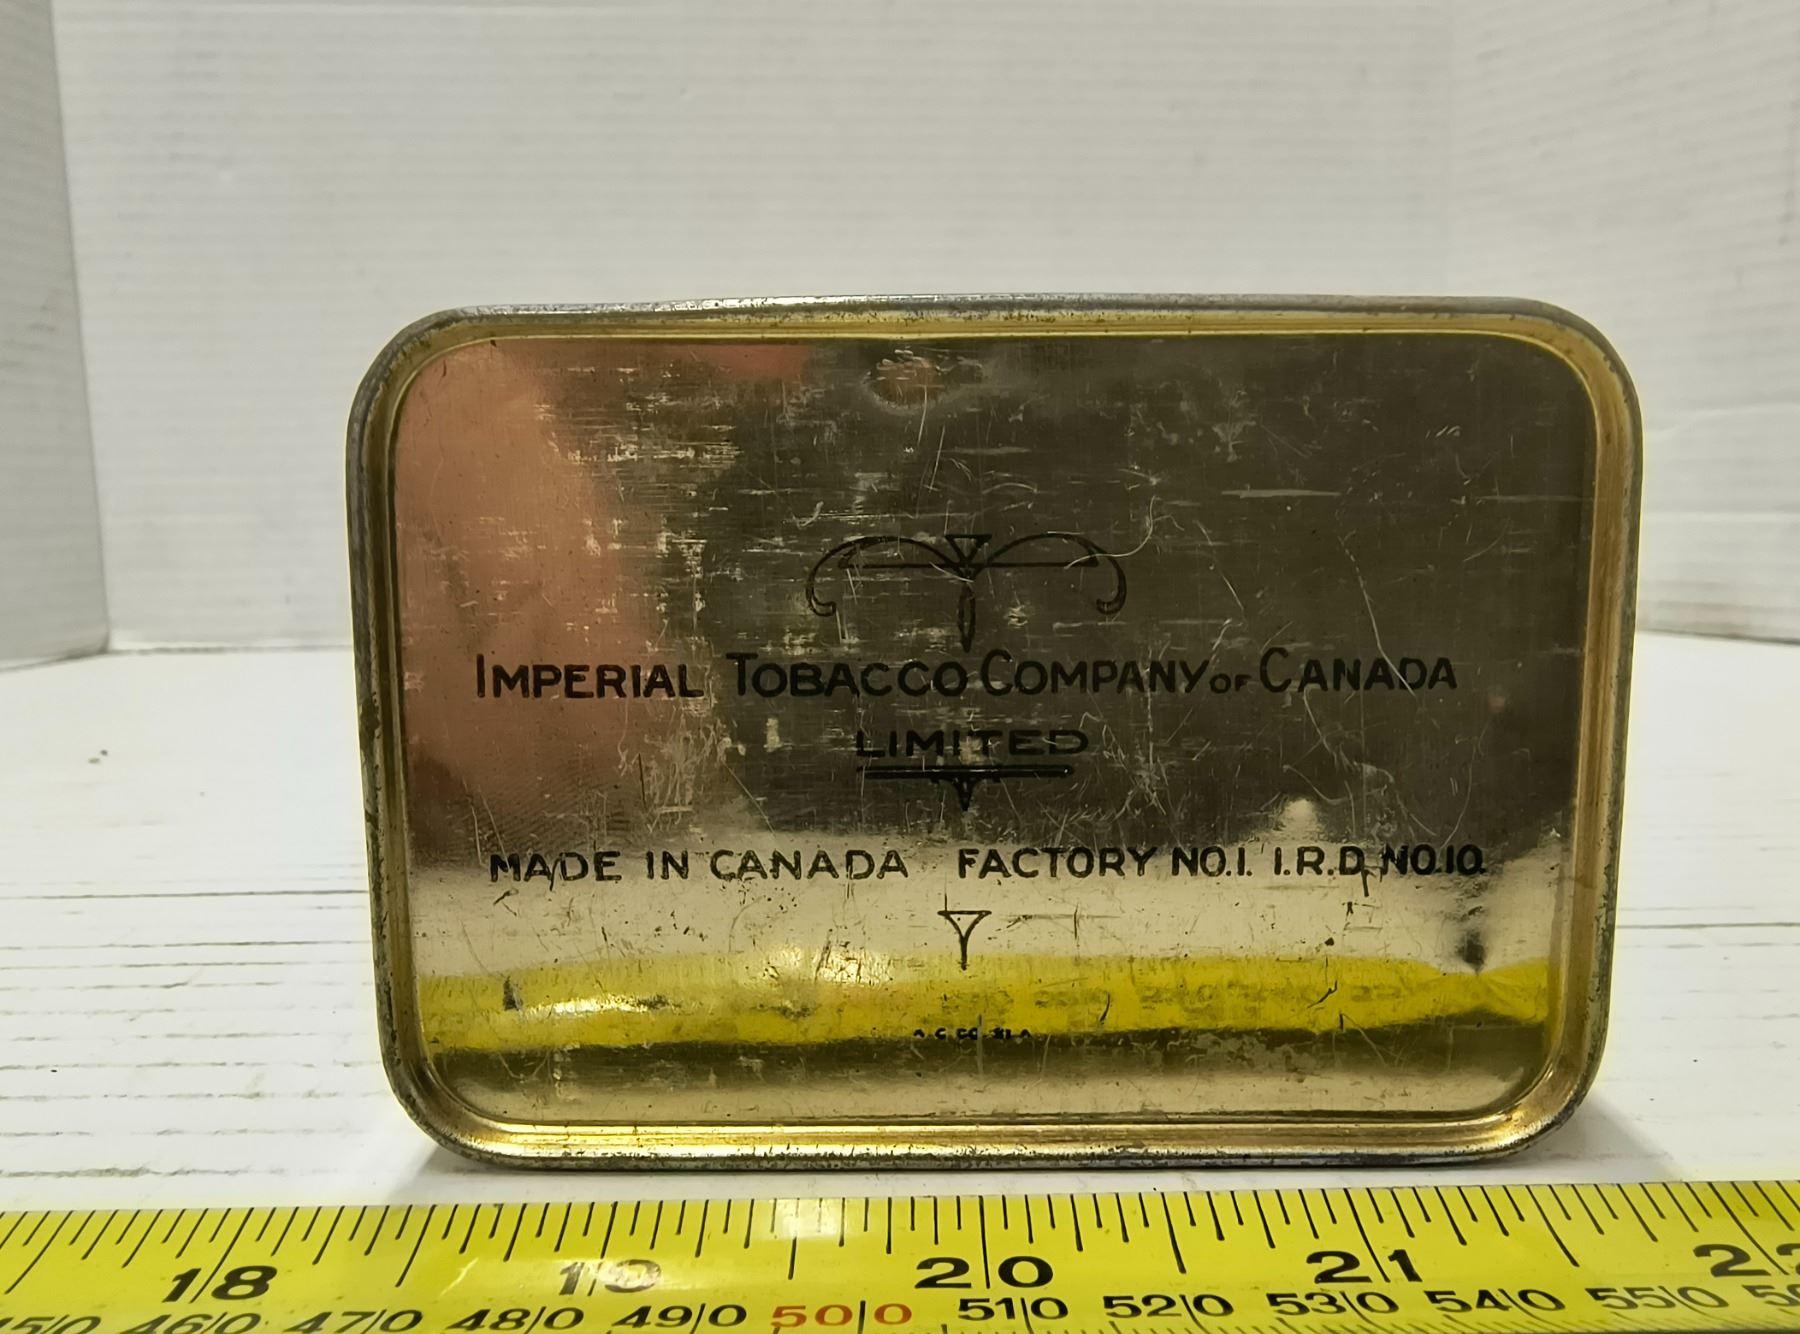 IMPERIAL TOBACCO COMPANY OF CANADA
LIMITED
MADE IN CANADA FACTORY NO.1. I.R.D. NO.10.
18 19 20 21
460 470 480 490 500 510 520 530 540 550